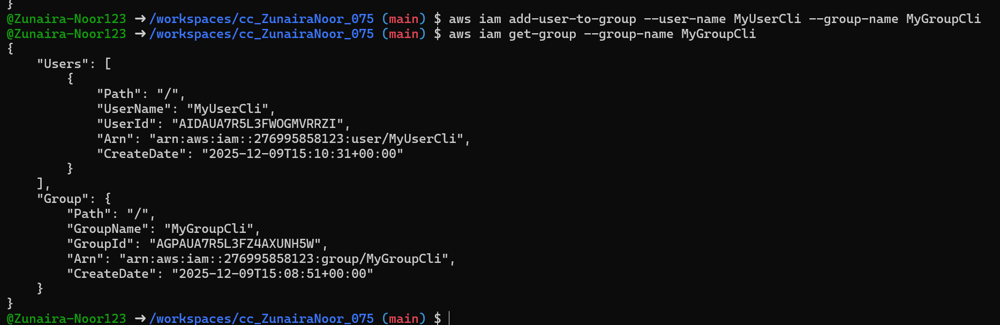 }
@Zunaira-Noor123 ➜ /workspaces/cc_ZunairaNoor_075 (main) $ aws iam add-user-to-group --user-name MyUserCli --group-name MyGroupCli
@Zunaira-Noor123 ➜ /workspaces/cc_ZunairaNoor_075 (main) $ aws iam get-group --group-name MyGroupCli
{
    "Users": [
        {
            "Path": "/",
            "UserName": "MyUserCli",
            "UserId": "AIDAUA7R5L3FWOGMVRRZI",
            "Arn": "arn:aws:iam::276995858123:user/MyUserCli",
            "CreateDate": "2025-12-09T15:10:31+00:00"
        }
    ],
    "Group": {
        "Path": "/",
        "GroupName": "MyGroupCli",
        "GroupId": "AGPAUA7R5L3FZ4AXUNH5W",
        "Arn": "arn:aws:iam::276995858123:group/MyGroupCli",
        "CreateDate": "2025-12-09T15:08:51+00:00"
    }
}
@Zunaira-Noor123 ➜ /workspaces/cc_ZunairaNoor_075 (main) $